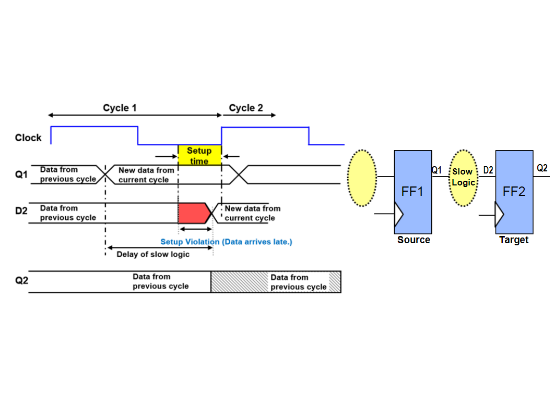 Cycle 1
Cycle 2
Clock
Setup
time
Q1
Data from
previous cycle
New data from
current cycle
D2
Data from
previous cycle
New data from
current cycle
Setup Violation (Data arrives late.)
Delay of slow logic
Q2
Data from
previous cycle
Data from
previous cycle
FF1
Q1
Slow
Logic
D2
FF2
Q2
Source
Target